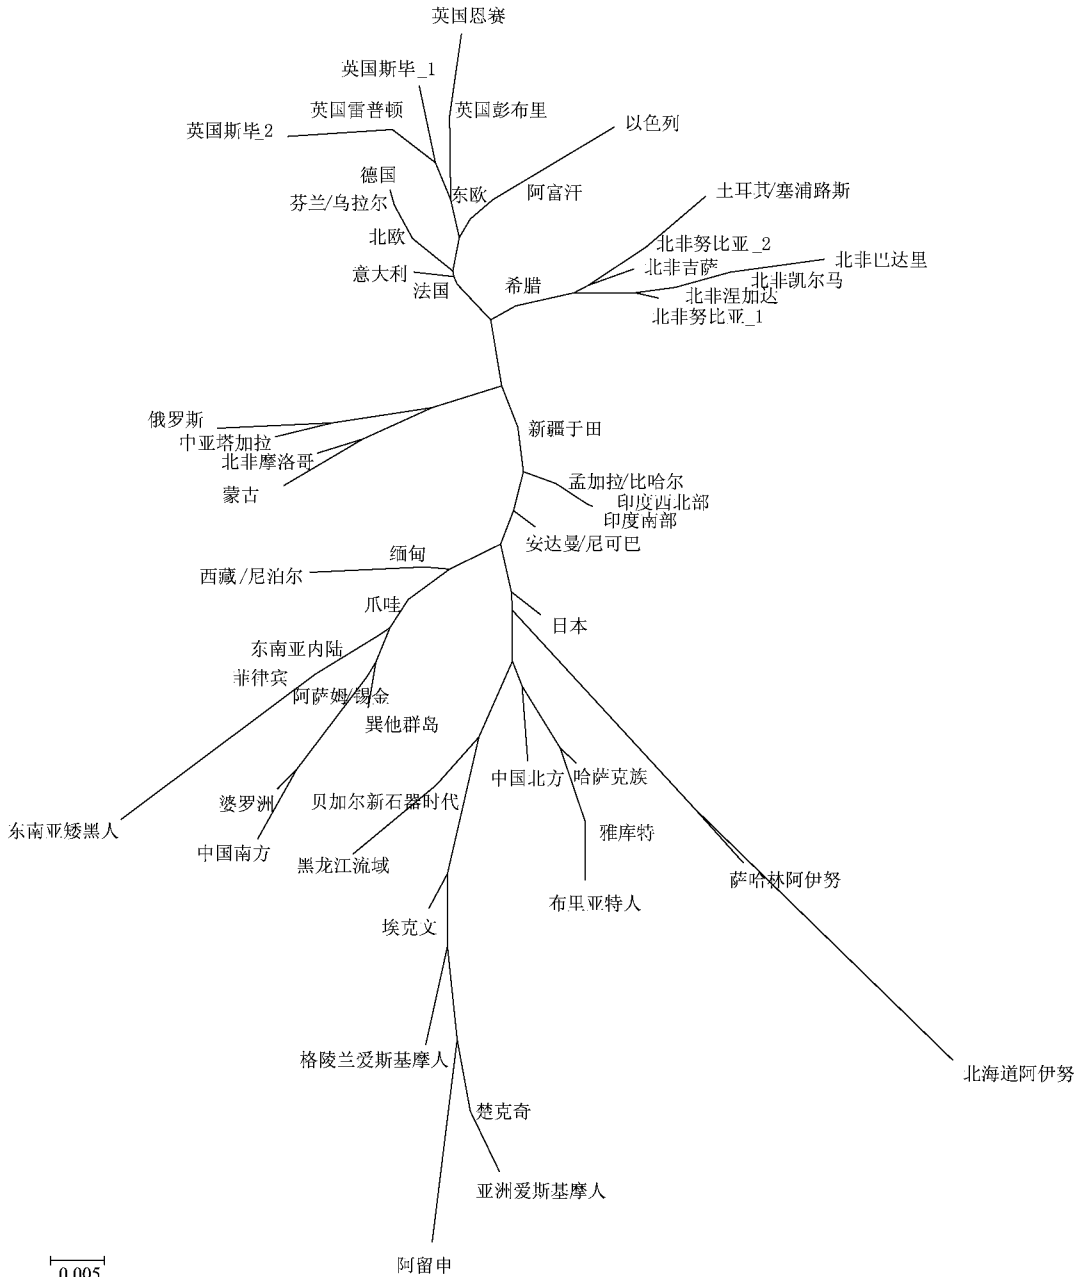 英国恩赛
英国斯毕_1
英国雷普顿
英国彭布里
英国斯毕_2
以色列
德国
东欧
阿富汗
土耳其/塞浦路斯
芬兰/乌拉尔
北欧
北非努比亚_2
北非巴达里
意大利
北非吉萨
北非凯尔马
法国
希腊
北非涅加达
北非努比亚_1
俄罗斯
新疆于田
中亚塔加拉
北非摩洛哥
孟加拉/比哈尔
蒙古
印度西北部
印度南部
安达曼/尼可巴
缅甸
西藏/尼泊尔
爪哇
日本
东南亚内陆
菲律宾
阿萨姆/锡金
巽他群岛
中国北方
哈萨克族
婆罗洲
贝加尔新石器时代
东南亚矮黑人
雅库特
中国南方
黑龙江流域
萨哈林阿伊努
布里亚特人
埃克文
格陵兰爱斯基摩人
北海道阿伊努
楚克奇
亚洲爱斯基摩人
阿留申
0.005